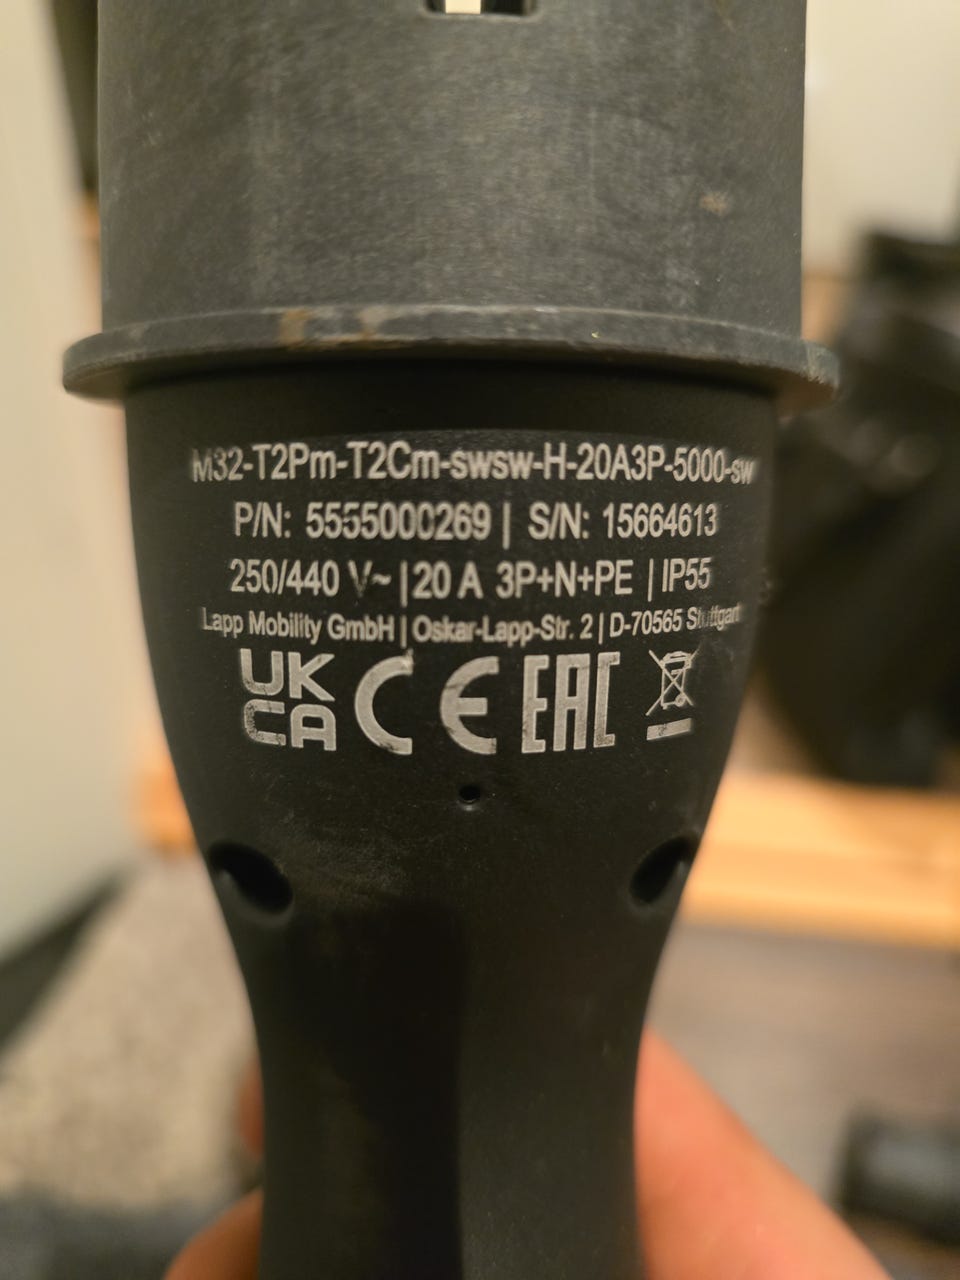 M32-T2Pm-T2Cm-swsw-H-20A3P-5000-sw
P/N: 5555000269 | S/N: 15664613
250/440 V~ | 20 A 3P+N+PE | IP55
Lapp Mobility GmbH | Oskar-Lapp-Str. 2 | D-70565 Stuttgart
UK CA CE EAC